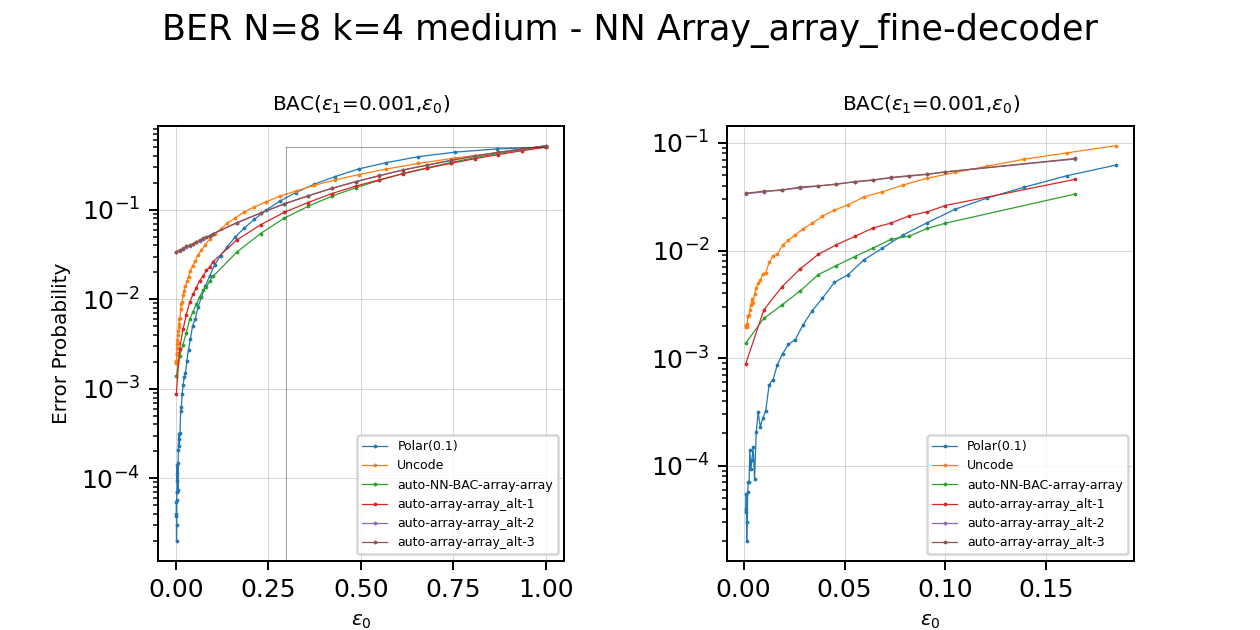 BER N=8 k=4 medium - NN Array_array_fine-decoder
BAC(ε₁=0.001,ε₀)
Error Probability
10⁻¹
10⁻²
10⁻³
10⁻⁴
0.00 0.25 0.50 0.75 1.00
ε₀
Polar(0.1)
Uncode
auto-NN-BAC-array-array
auto-array-array_alt-1
auto-array-array_alt-2
auto-array-array_alt-3
BAC(ε₁=0.001,ε₀)
10⁻¹
10⁻²
10⁻³
10⁻⁴
0.00 0.05 0.10 0.15
ε₀
Polar(0.1)
Uncode
auto-NN-BAC-array-array
auto-array-array_alt-1
auto-array-array_alt-2
auto-array-array_alt-3